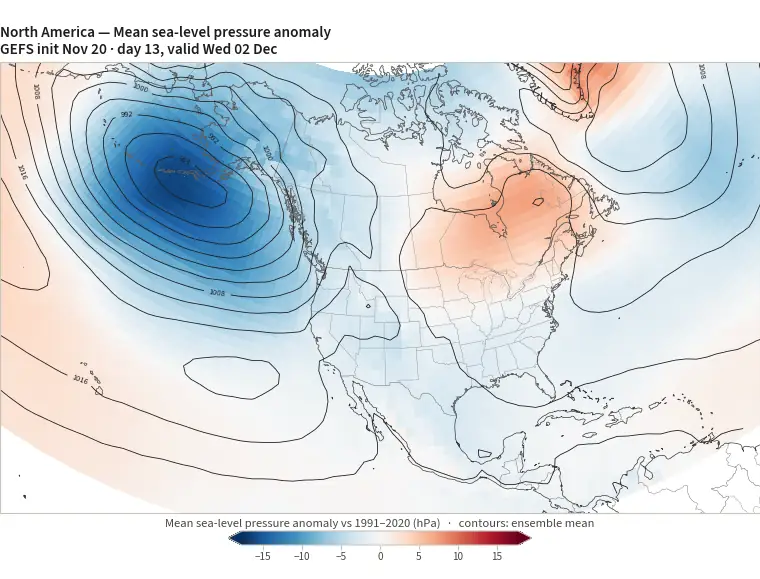 North America — Mean sea-level pressure anomaly
GEFS init Nov 20 · day 13, valid Wed 02 Dec
1008
1000
992
992
1000
1016
1008
1008
1016
Mean sea-level pressure anomaly vs 1991–2020 (hPa) · contours: ensemble mean
−15 −10 −5 0 5 10 15